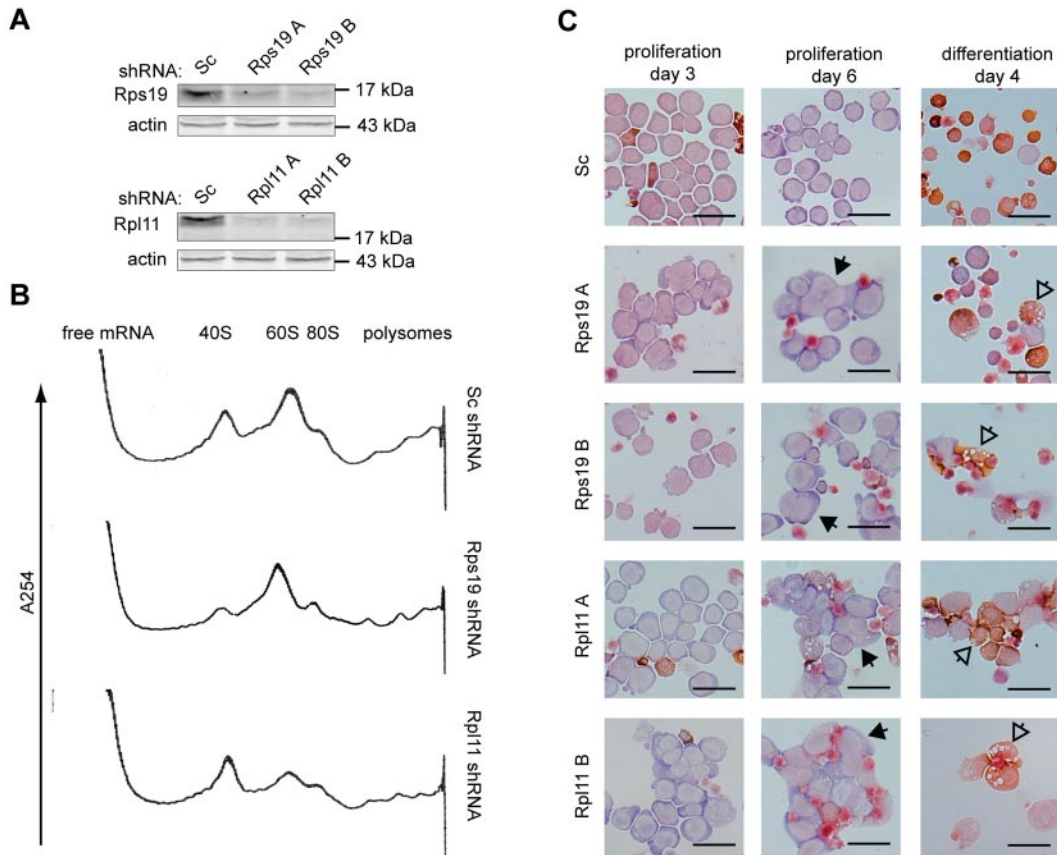 A
shRNA:
Sc
Rps19 A
Rps19 B
Rps19
17 kDa
actin
43 kDa
shRNA:
Sc
Rpl11 A
Rpl11 B
Rpl11
17 kDa
actin
43 kDa
B
free mRNA 40S 60S 80S polysomes
A254
Sc shRNA
Rps19 shRNA
Rpl11 shRNA
C
proliferation
day 3
proliferation
day 6
differentiation
day 4
Sc
Rps19 A
Rps19 B
Rpl11 A
Rpl11 B